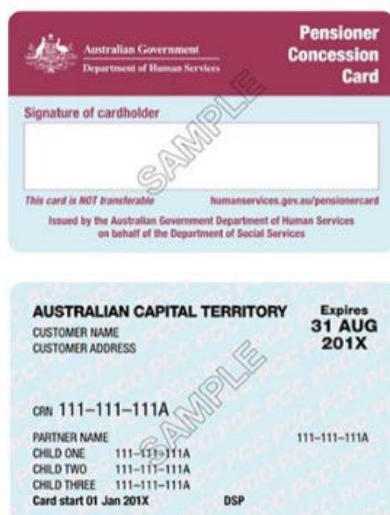 Australian Government
Department of Human Services
Pensioner
Concession
Card
Signature of cardholder
SAMPLE
This card is NOT transferable
humanservices.gov.au/pensionercard
Issued by the Australian Government Department of Human Services
on behalf of the Department of Social Services
AUSTRALIAN CAPITAL TERRITORY
Expires
31 AUG
201X
CUSTOMER NAME
CUSTOMER ADDRESS
SAMPLE
CRN 111-111-111A
PARTNER NAME 111-111-111A
CHILD ONE 111-111-111A
CHILD TWO 111-111-111A
CHILD THREE 111-111-111A
Card start 01 Jan 201X DSP